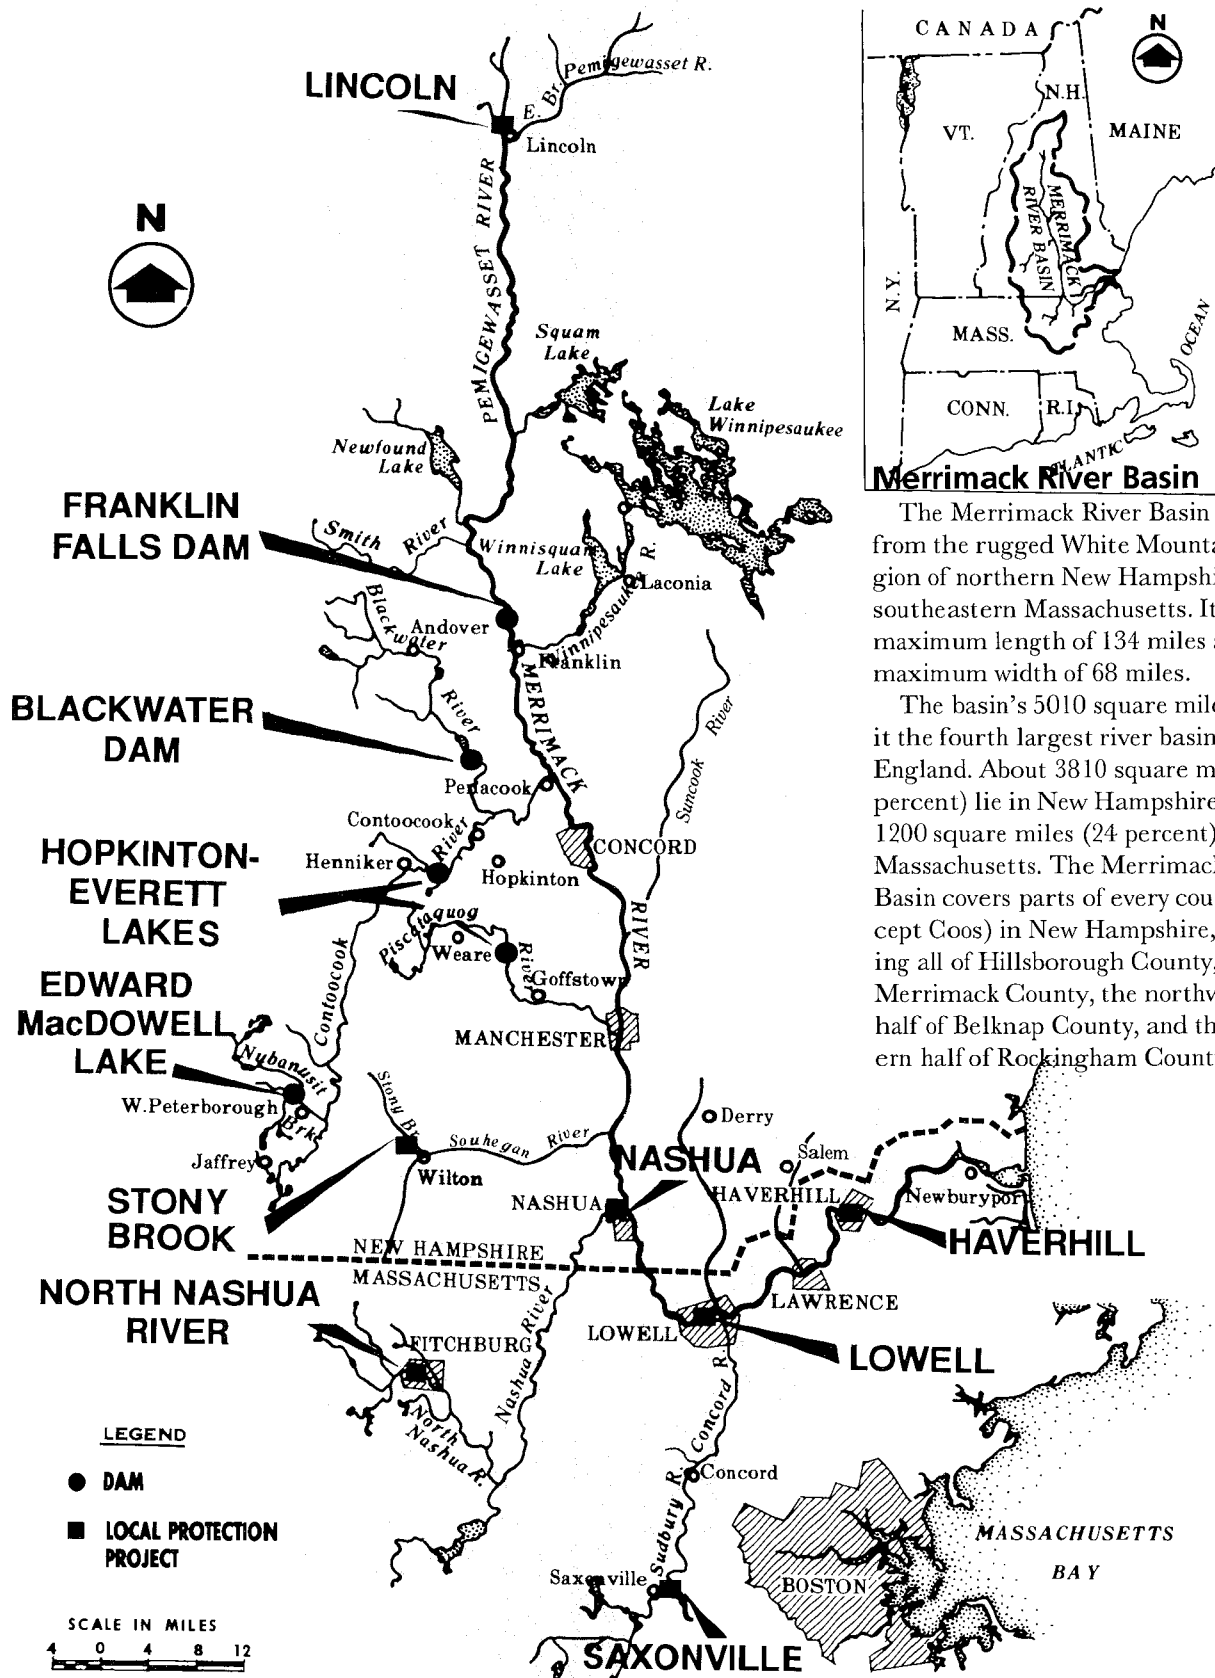 LINCOLN
Pemigewasset R.
E. Br.
Lincoln
N
PEMIGEWASSET RIVER
Squam
Lake
Lake
Winnipesaukee
Newfound
Lake
FRANKLIN
FALLS DAM
Smith River
Winnisquam
Lake
Laconia
Winnipesaukee R.
Blackwater River
Andover
Franklin
MERRIMACK RIVER
BLACKWATER
DAM
Penacook
Suncook River
Contoocook
River
CONCORD
HOPKINTON-
EVERETT
LAKES
Henniker
Hopkinton
Piscataquog River
Weare
Goffstown
EDWARD
MacDOWELL
LAKE
Contoocook
MANCHESTER
Nubanusit
Brk.
W. Peterborough
Jaffrey
Stony Br.
Souhegan River
Wilton
STONY
BROOK
Derry
Salem
NASHUA
NASHUA
HAVERHILL
Newburyport
HAVERHILL
NEW HAMPSHIRE
MASSACHUSETTS
NORTH NASHUA
RIVER
FITCHBURG
Nashua River
North
Nashua R.
LAWRENCE
LOWELL
LOWELL
Concord R.
Concord
Sudbury R.
Saxonville
SAXONVILLE
BOSTON
MASSACHUSETTS
BAY
LEGEND
DAM
LOCAL PROTECTION
PROJECT
SCALE IN MILES
4 0 4 8 12
CANADA
N
N.H.
VT.
MAINE
MERRIMACK
RIVER BASIN
N.Y.
MASS.
CONN.
R.I.
ATLANTIC
OCEAN
Merrimack River Basin
The Merrimack River Basin
from the rugged White Mounta
gion of northern New Hampshi
southeastern Massachusetts. It
maximum length of 134 miles
maximum width of 68 miles.
The basin's 5010 square mile
it the fourth largest river basin
England. About 3810 square m
percent) lie in New Hampshire
1200 square miles (24 percent)
Massachusetts. The Merrimac
Basin covers parts of every cou
cept Coos) in New Hampshire,
ing all of Hillsborough County,
Merrimack County, the northw
half of Belknap County, and th
ern half of Rockingham Count